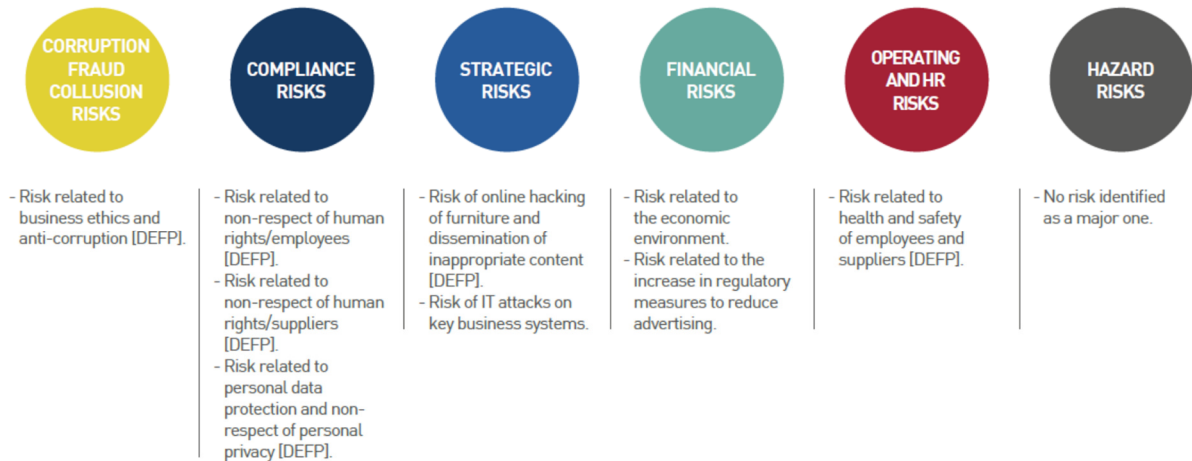 CORRUPTION
FRAUD
COLLUSION
RISKS
COMPLIANCE
RISKS
STRATEGIC
RISKS
FINANCIAL
RISKS
OPERATING
AND HR
RISKS
HAZARD
RISKS
- Risk related to
business ethics and
anti-corruption [DEFP].
- Risk related to
non-respect of human
rights/employees
[DEFP].
- Risk related to
non-respect of human
rights/suppliers
[DEFP].
- Risk related to
personal data
protection and non-
respect of personal
privacy [DEFP].
- Risk of online hacking
of furniture and
dissemination of
inappropriate content
[DEFP].
- Risk of IT attacks on
key business systems.
- Risk related to
the economic
environment.
- Risk related to the
increase in regulatory
measures to reduce
advertising.
- Risk related to
health and safety
of employees and
suppliers [DEFP].
- No risk identified
as a major one.